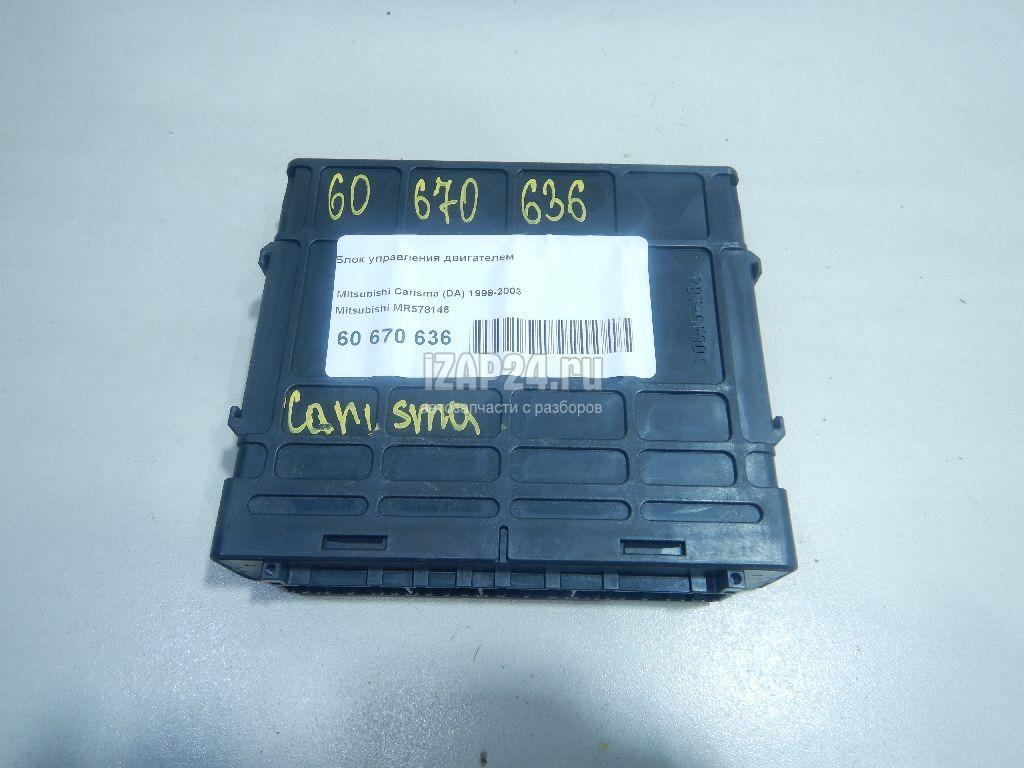 60 670 636
Блок управления двигателем
Mitsubishi Carisma (DA) 1999-2003
Mitsubishi MR578148
60 670 636
iZAP24.ru
автозапчасти с разборов
Carisma